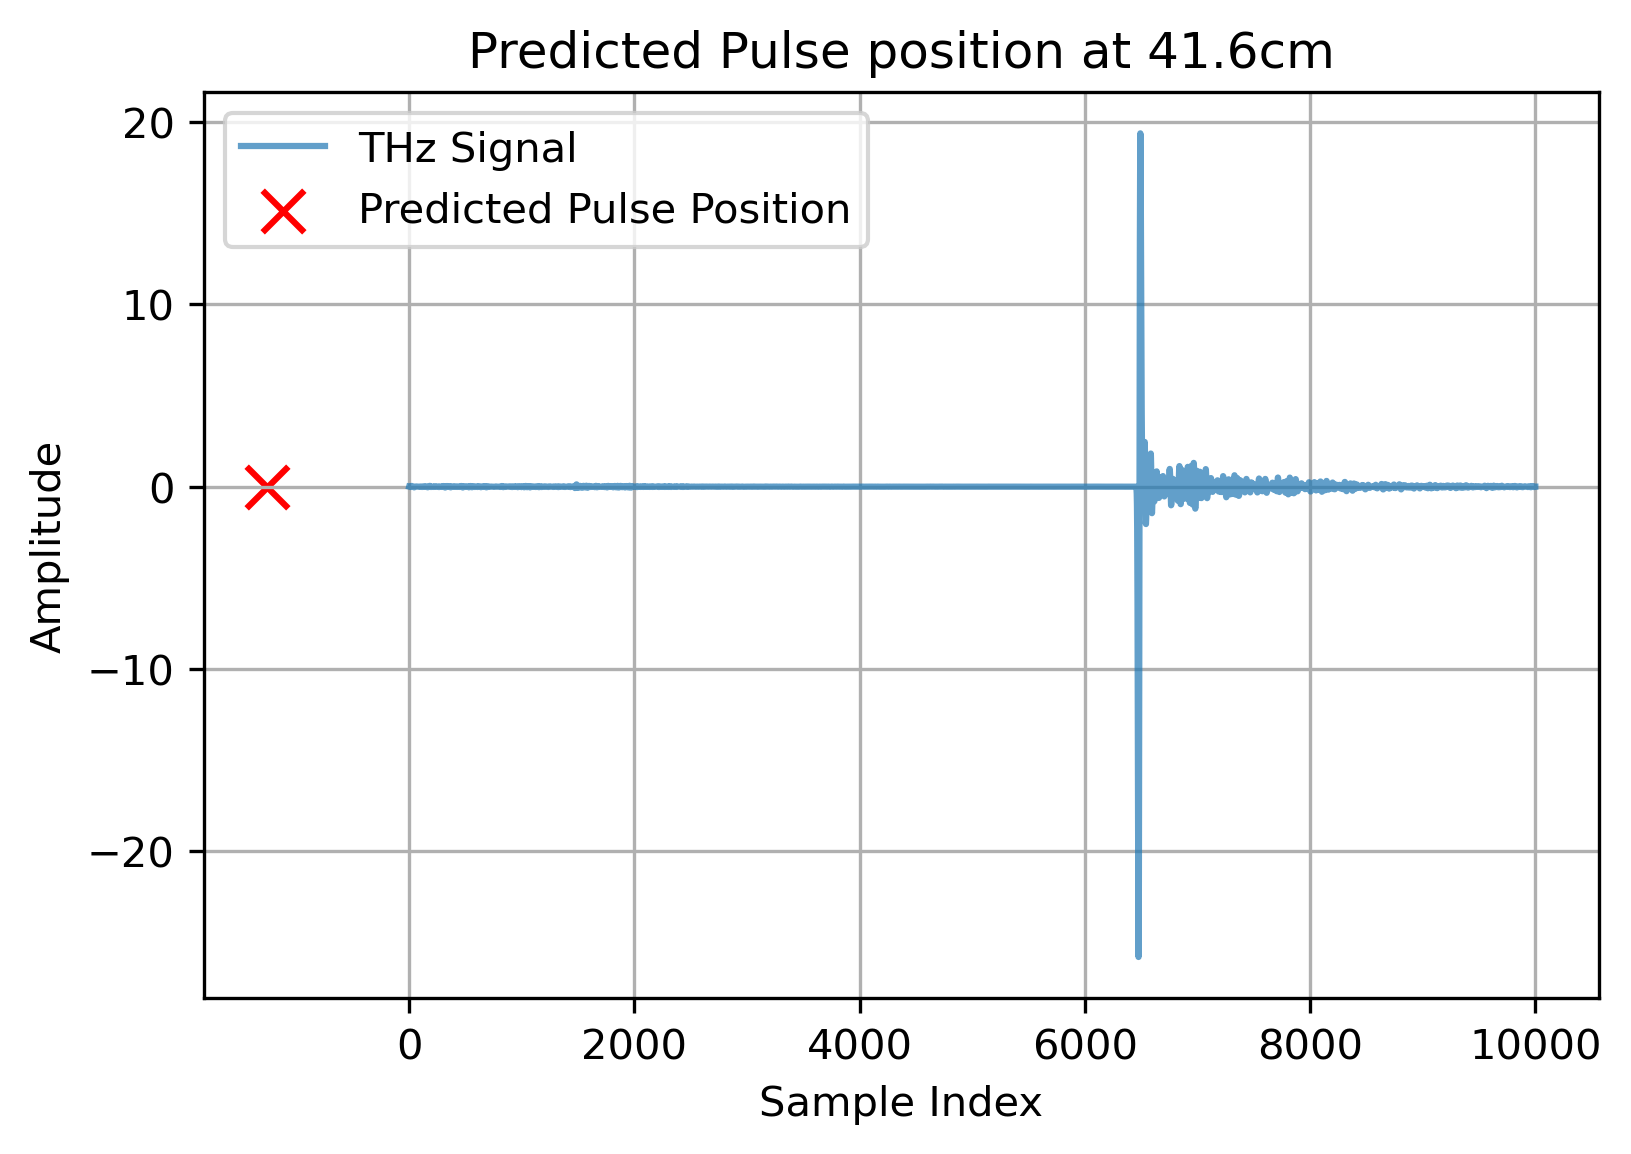 Predicted Pulse position at 41.6cm
THz Signal
Predicted Pulse Position
20
10
0
−10
−20
Amplitude
0 2000 4000 6000 8000 10000
Sample Index